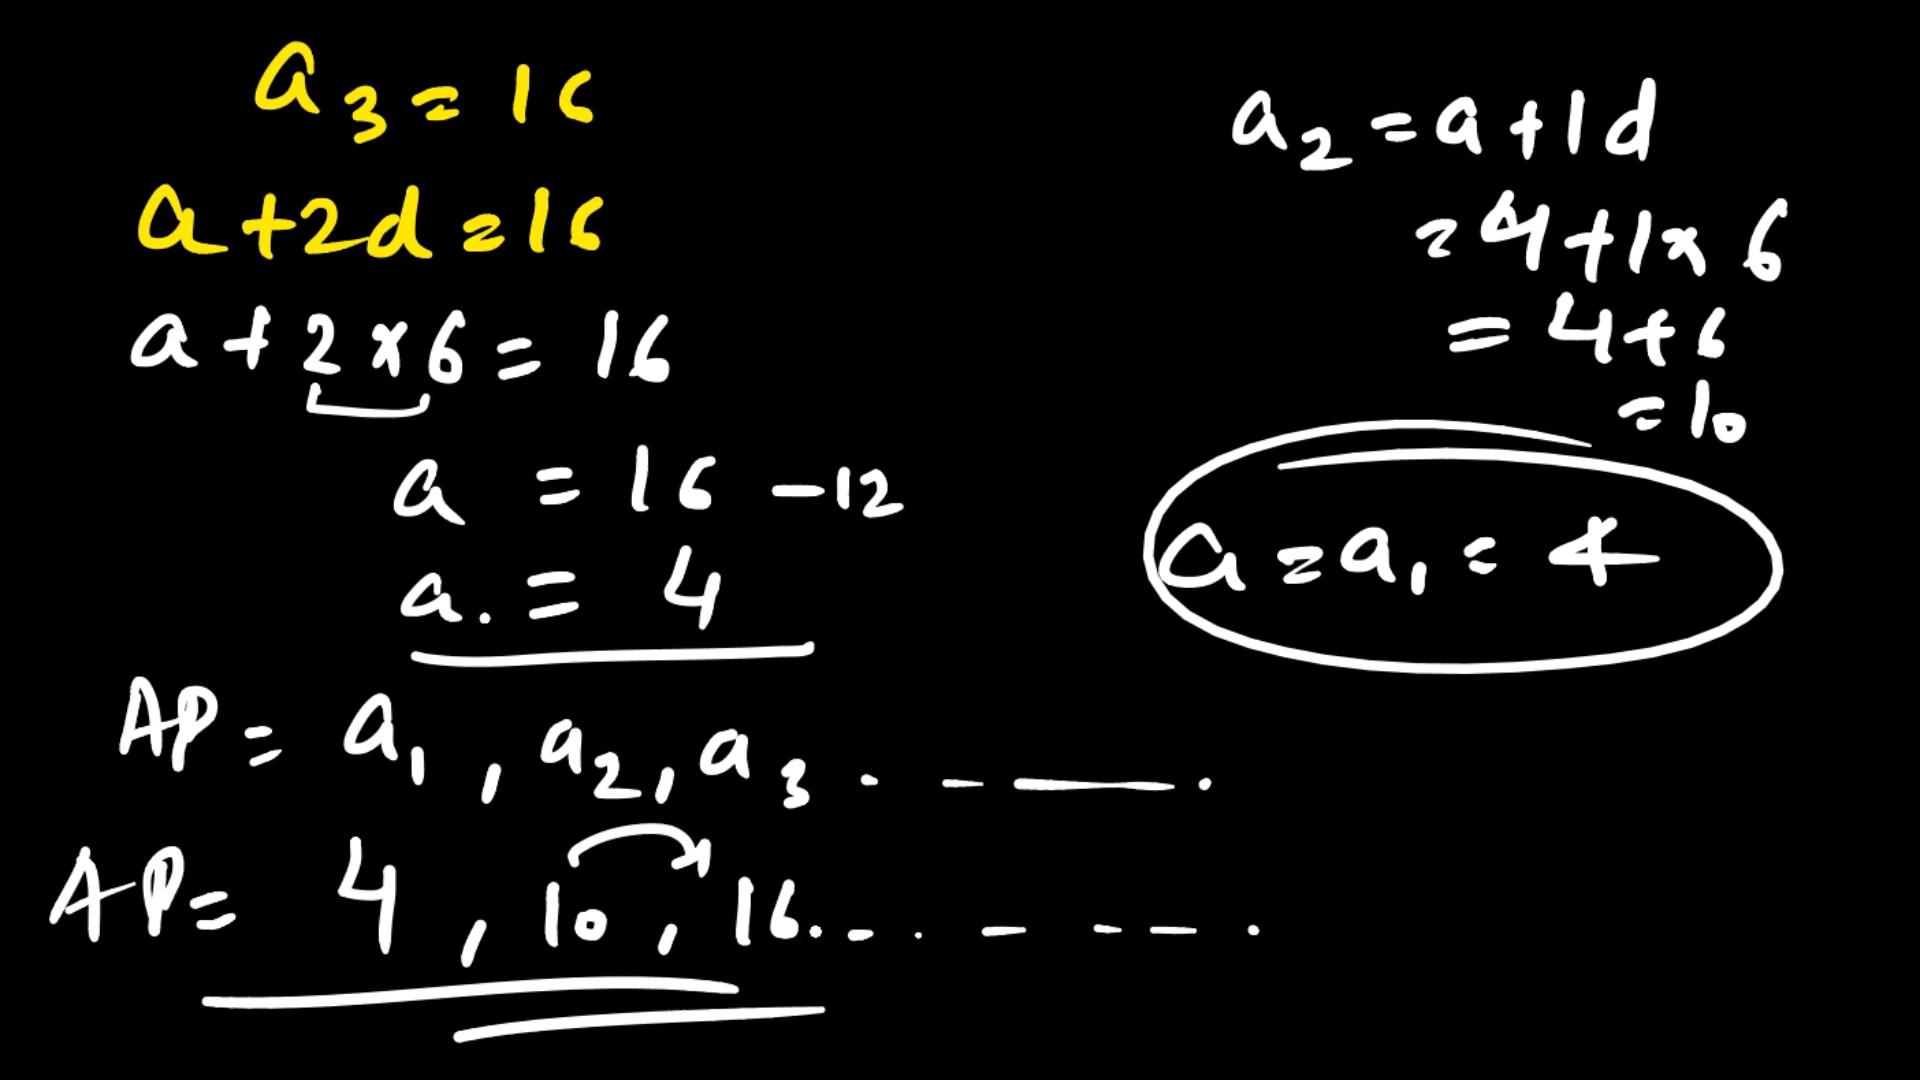 a₃ = 16
a + 2d = 16
a + 2 × 6 = 16
a = 16 - 12
a. = 4
a₂ = a + 1d
= 4 + 1 × 6
= 4 + 6
= 10
a = a₁ = 4
AP = a₁, a₂, a₃ . - — .
AP = 4, 10, 16. - . - - — .